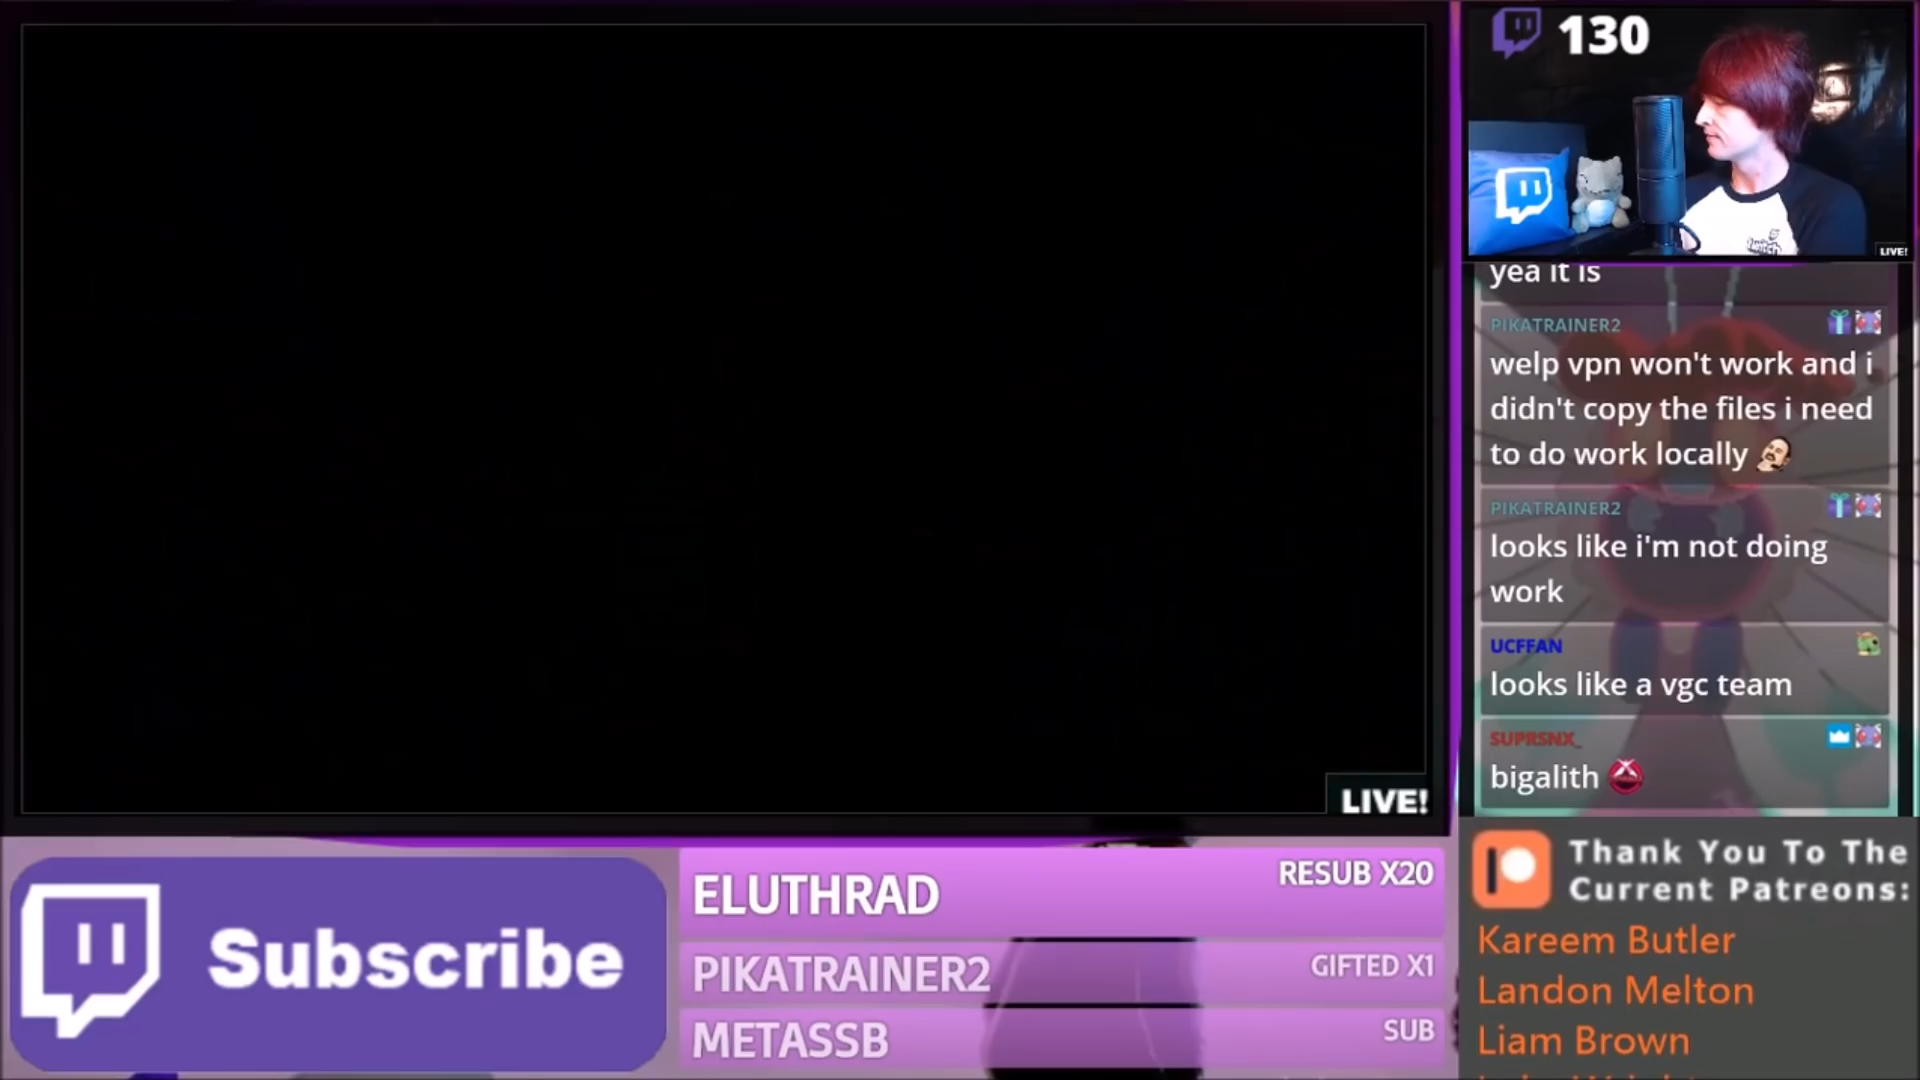 130
LIVE!
yea it is
PIKATRAINER2
welp vpn won't work and i
didn't copy the files i need
to do work locally
PIKATRAINER2
looks like i'm not doing
work
UCFFAN
looks like a vgc team
SUPRSNX_
bigalith
LIVE!
Subscribe
ELUTHRAD
RESUB X20
PIKATRAINER2
GIFTED X1
METASSB
SUB
Thank You To The
Current Patreons:
Kareem Butler
Landon Melton
Liam Brown